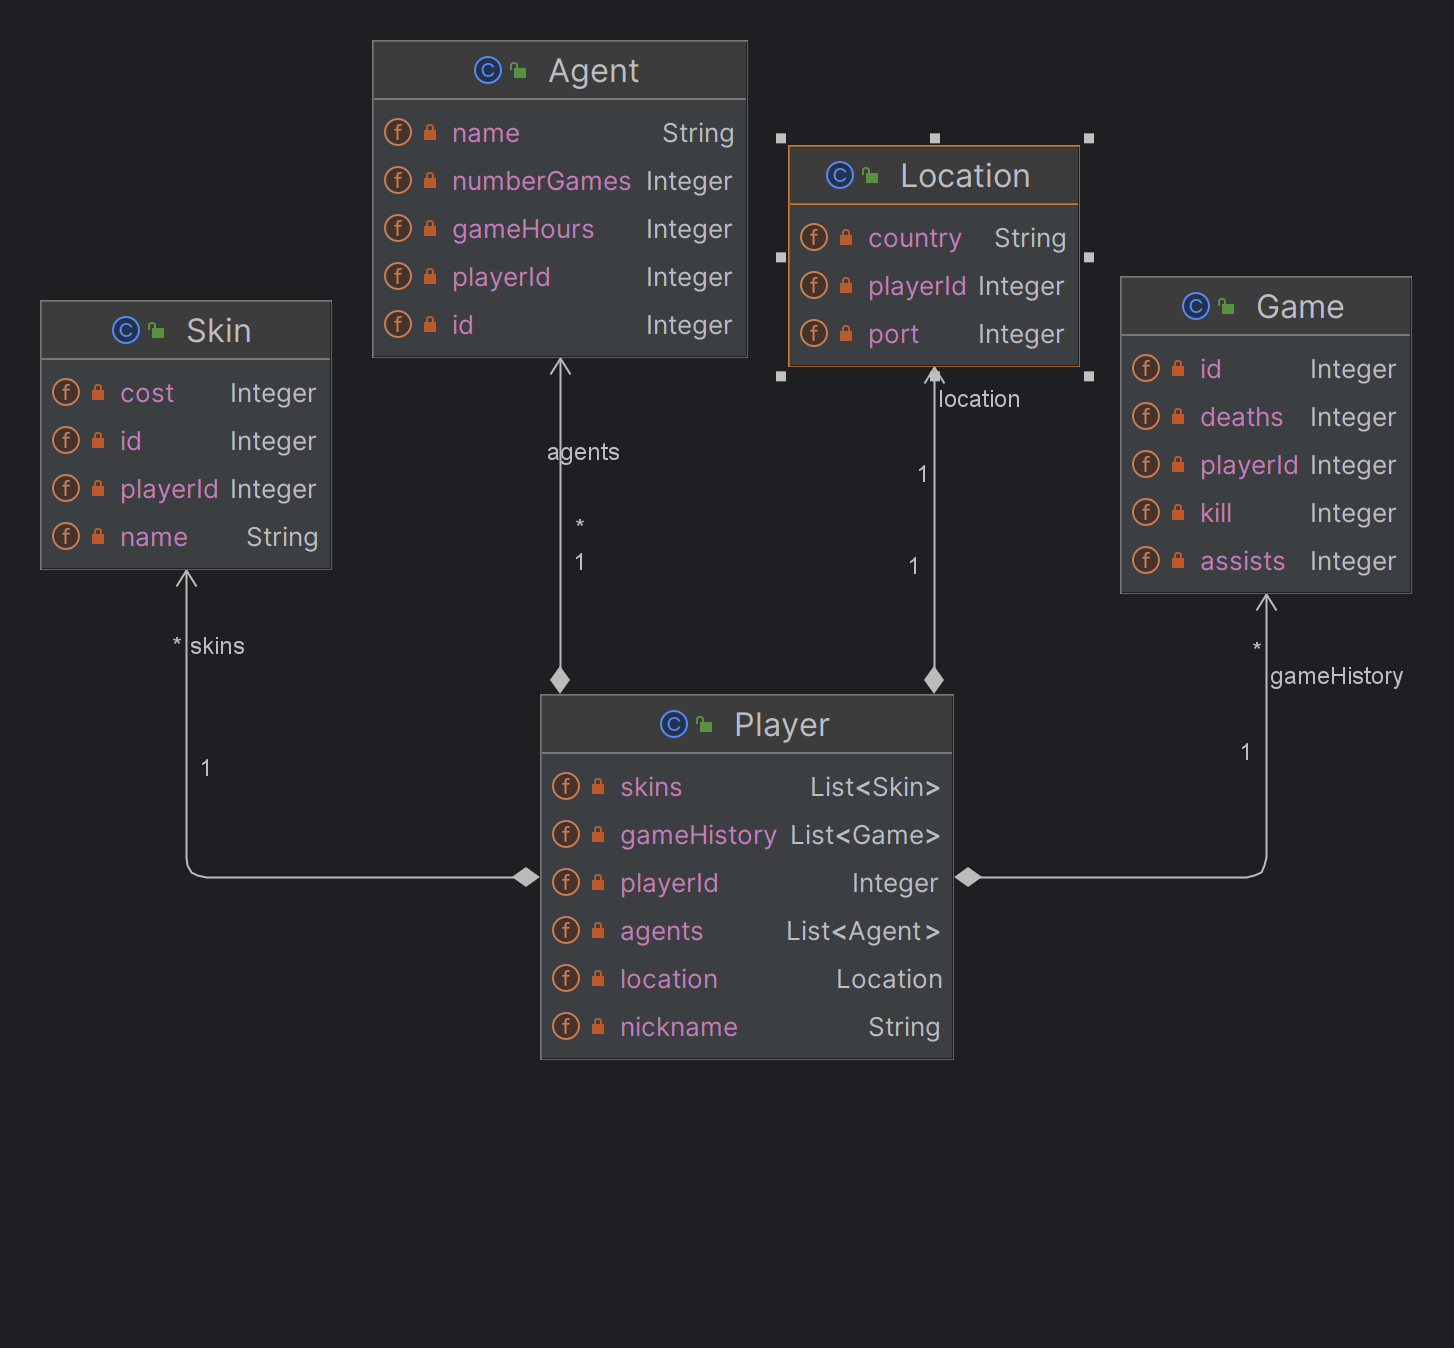 Agent
name String
numberGames Integer
gameHours Integer
playerId Integer
id Integer
Location
country String
playerId Integer
port Integer
Game
id Integer
deaths Integer
playerId Integer
kill Integer
assists Integer
Skin
cost Integer
id Integer
playerId Integer
name String
agents
*
1
location
1
1
* skins
1
*
gameHistory
1
Player
skins List<Skin>
gameHistory List<Game>
playerId Integer
agents List<Agent>
location Location
nickname String